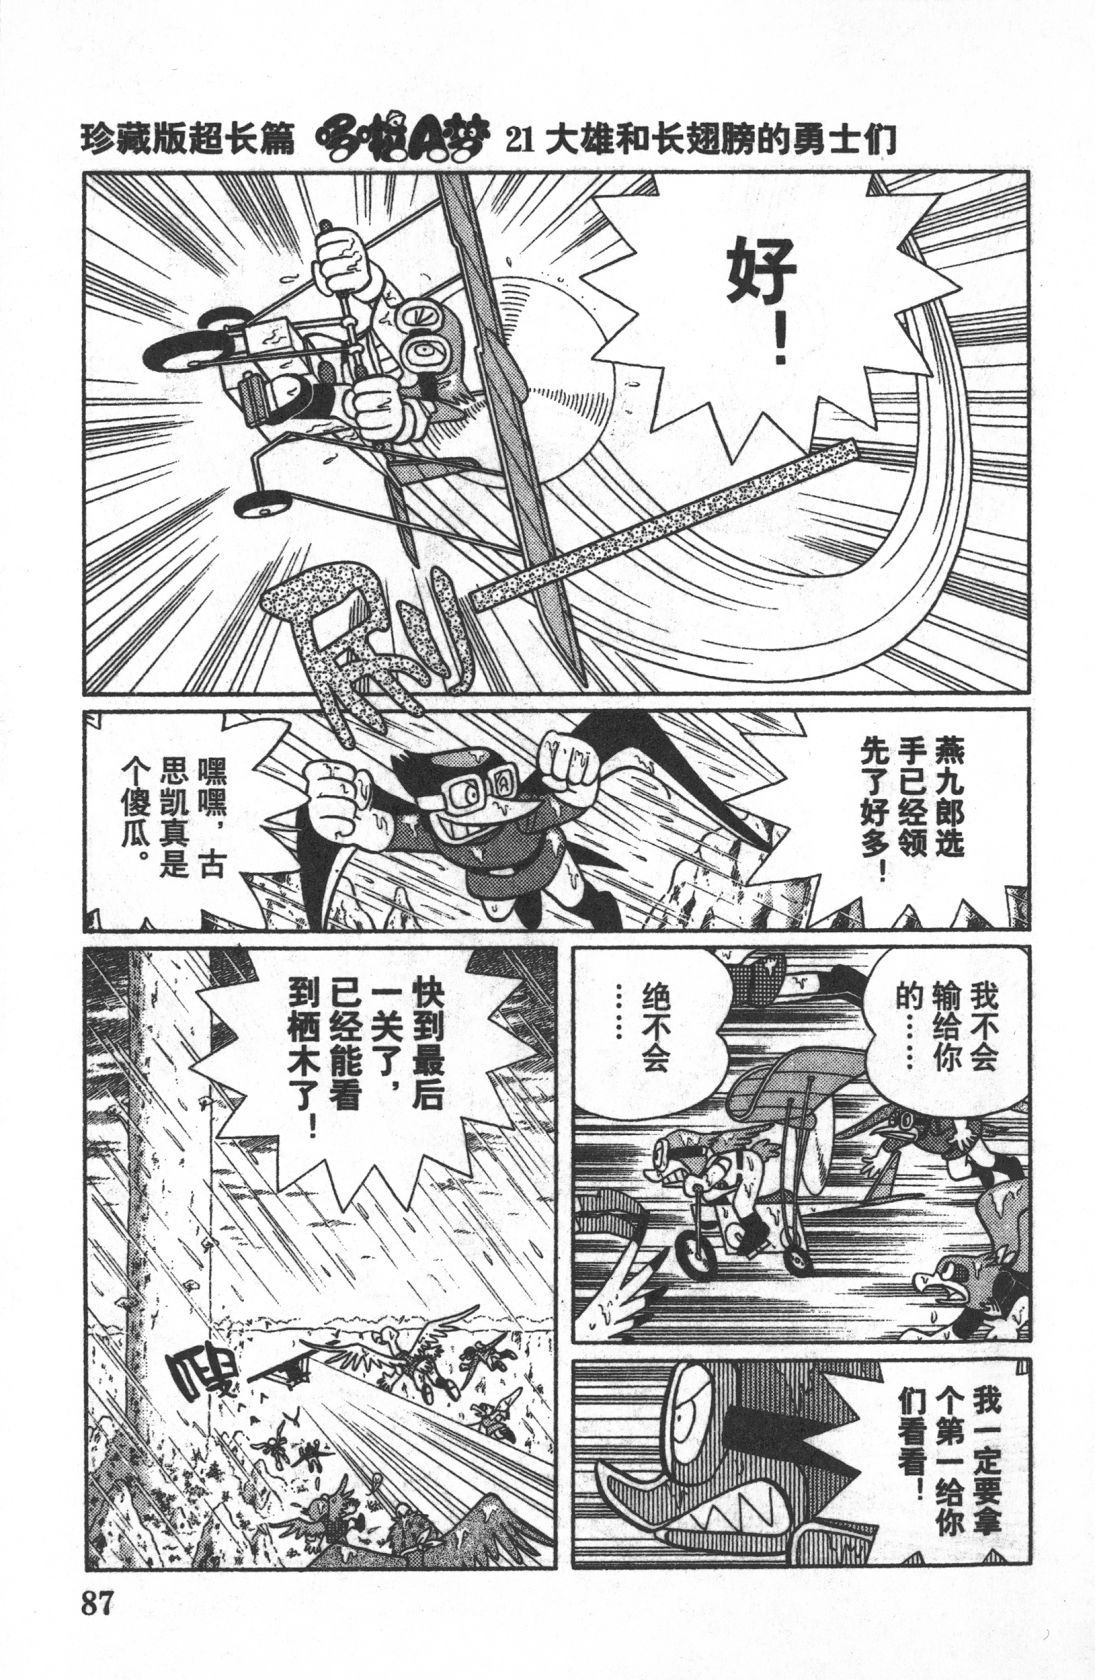 珍藏版超长篇 哆啦A梦 21 大雄和长翅膀的勇士们
好!
燕九郎选
手已经领
先了好多!
嘿嘿,古
思凯真是
个傻瓜。
我不会
输给你
的……
绝不会
……
我一定要拿
个第一给你
们看看!
快到最后
一关了,
已经能看
到栖木了!
嗖
87